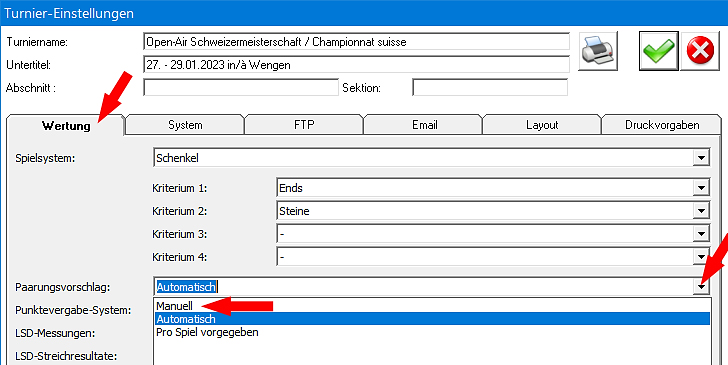 Turnier-Einstellungen
Turniername: Open-Air Schweizermeisterschaft / Championnat suisse
Untertitel: 27. - 29.01.2023 in/à Wengen
Abschnitt : Sektion:
Wertung System FTP Email Layout Druckvorgaben
Spielsystem: Schenkel
Kriterium 1: Ends
Kriterium 2: Steine
Kriterium 3: -
Kriterium 4: -
Paarungsvorschlag: Automatisch
Punktevergabe-System: Manuell
Automatisch
LSD-Messungen: Pro Spiel vorgegeben
LSD-Streichresultate: